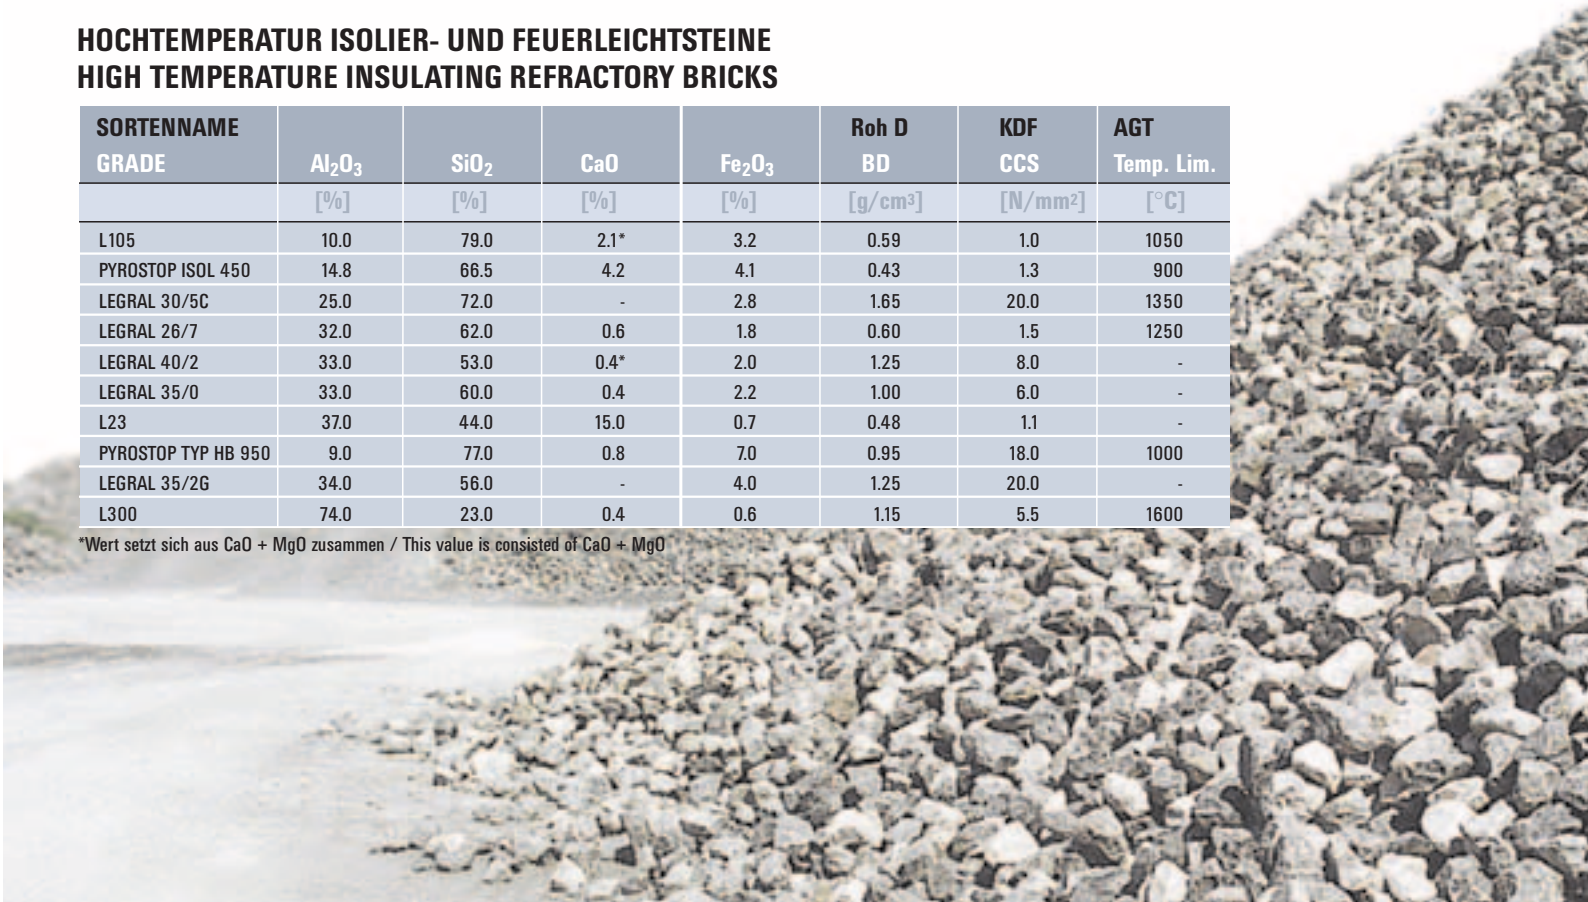 HOCHTEMPERATUR ISOLIER- UND FEUERLEICHTSTEINE
HIGH TEMPERATURE INSULATING REFRACTORY BRICKS
SORTENNAME Roh D KDF AGT
GRADE Al₂O₃ SiO₂ CaO Fe₂O₃ BD CCS Temp. Lim.
[%] [%] [%] [%] [g/cm³] [N/mm²] [°C]
L105 10.0 79.0 2.1* 3.2 0.59 1.0 1050
PYROSTOP ISOL 450 14.8 66.5 4.2 4.1 0.43 1.3 900
LEGRAL 30/5C 25.0 72.0 - 2.8 1.65 20.0 1350
LEGRAL 26/7 32.0 62.0 0.6 1.8 0.60 1.5 1250
LEGRAL 40/2 33.0 53.0 0.4* 2.0 1.25 8.0 -
LEGRAL 35/0 33.0 60.0 0.4 2.2 1.00 6.0 -
L23 37.0 44.0 15.0 0.7 0.48 1.1 -
PYROSTOP TYP HB 950 9.0 77.0 0.8 7.0 0.95 18.0 1000
LEGRAL 35/2G 34.0 56.0 - 4.0 1.25 20.0 -
L300 74.0 23.0 0.4 0.6 1.15 5.5 1600
*Wert setzt sich aus CaO + MgO zusammen / This value is consisted of CaO + MgO